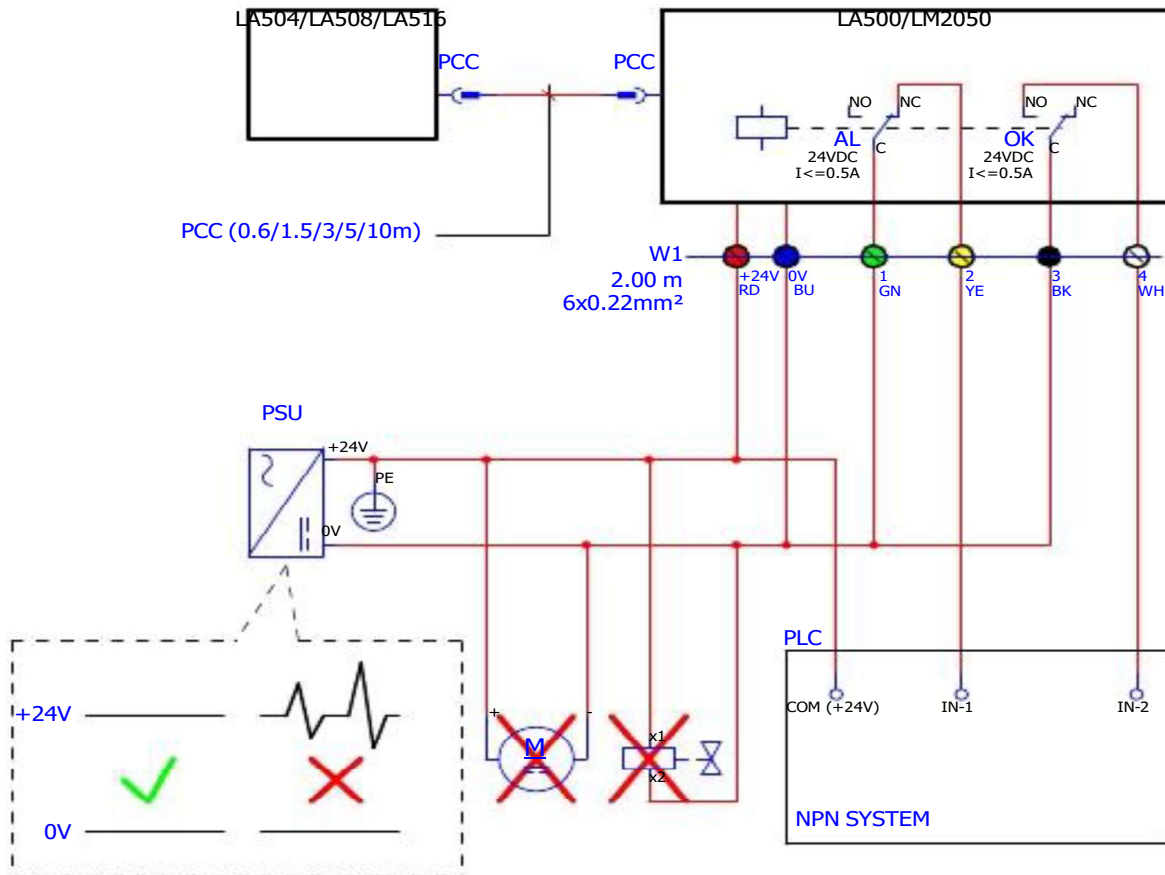 LA504/LA508/LA516
LA500/LM2050
PCC
PCC
NO
NC
NO
NC
AL
C
OK
C
24VDC
I<=0.5A
24VDC
I<=0.5A
PCC (0.6/1.5/3/5/10m)
W1
2.00 m
6x0.22mm²
+24V
RD
0V
BU
1
GN
2
YE
3
BK
4
WH
PSU
+24V
PE
0V
PLC
COM (+24V)
IN-1
IN-2
+24V
+
-
M
x1
x2
0V
NPN SYSTEM